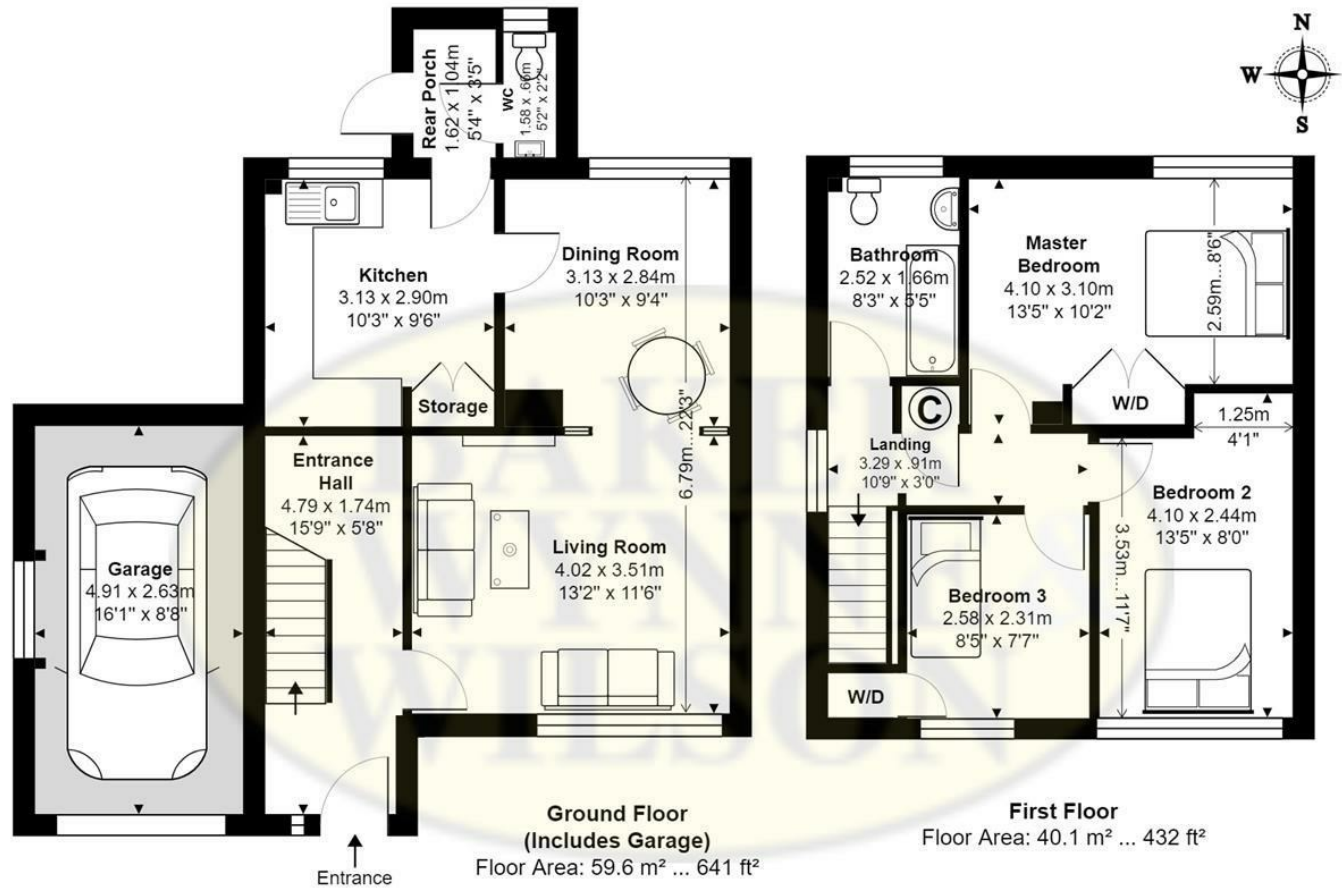 N
W
S
Rear Porch
1.62 x 1.04m
5'4" x 3'5"
WC
1.58 x .66m
5'2" x 2'2"
Kitchen
3.13 x 2.90m
10'3" x 9'6"
Dining Room
3.13 x 2.84m
10'3" x 9'4"
Storage
6.79m...22'3"
Entrance
Hall
4.79 x 1.74m
15'9" x 5'8"
Garage
4.91 x 2.63m
16'1" x 8'8"
Living Room
4.02 x 3.51m
13'2" x 11'6"
Entrance
Ground Floor
(Includes Garage)
Floor Area: 59.6 m² ... 641 ft²
Bathroom
2.52 x 1.66m
8'3" x 5'5"
Master
Bedroom
4.10 x 3.10m
13'5" x 10'2"
2.59m...8'6"
W/D
C
1.25m
4'1"
Landing
3.29 x .91m
10'9" x 3'0"
Bedroom 2
4.10 x 2.44m
13'5" x 8'0"
3.53m...11'7"
Bedroom 3
2.58 x 2.31m
8'5" x 7'7"
W/D
First Floor
Floor Area: 40.1 m² ... 432 ft²
BAKER
WYNNE &
WILSON